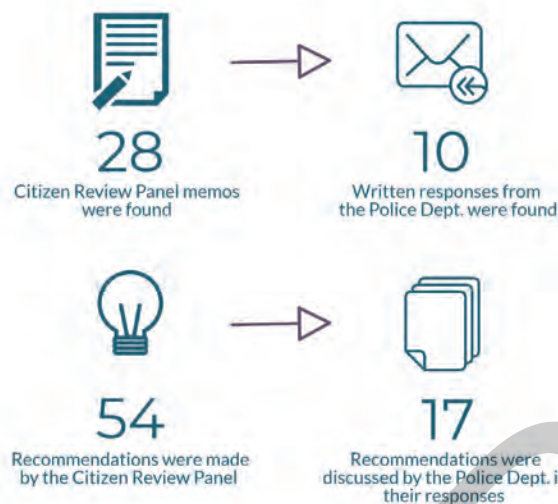 28
Citizen Review Panel memos
were found
10
Written responses from
the Police Dept. were found
54
Recommendations were made
by the Citizen Review Panel
17
Recommendations were
discussed by the Police Dept. i
their responses